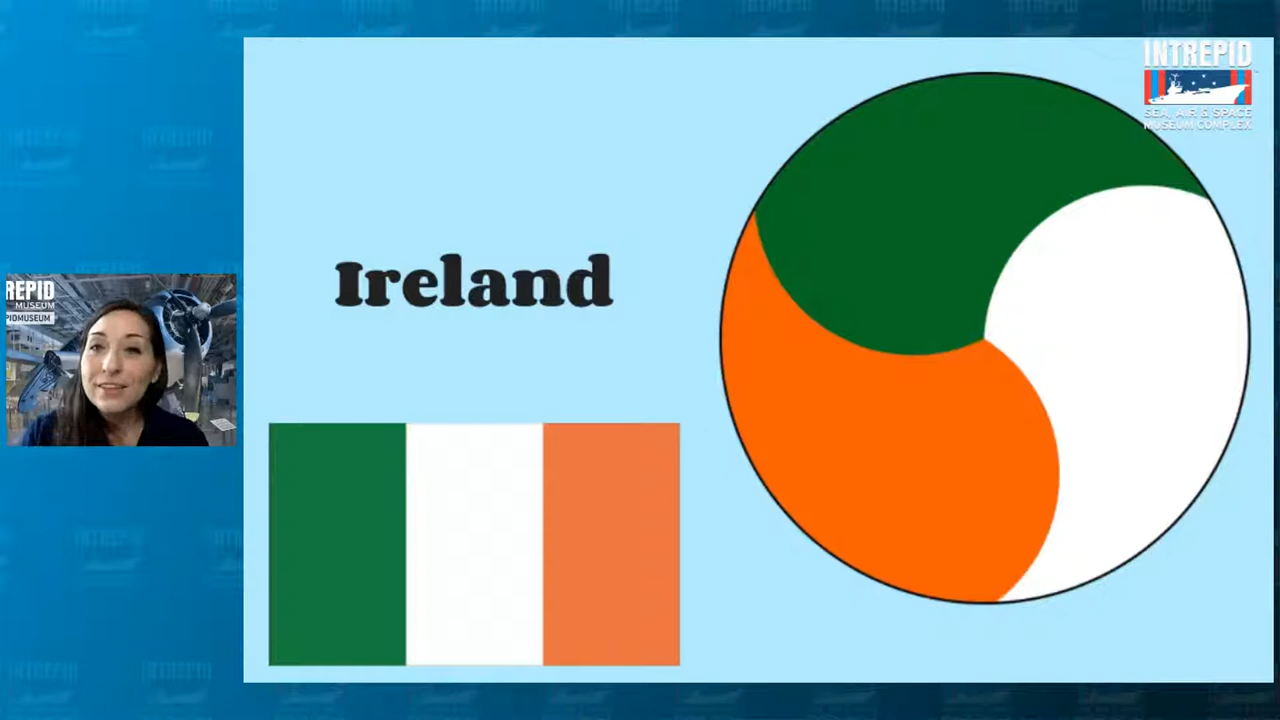 INTREPID
SEA, AIR & SPACE
MUSEUM COMPLEX
Ireland
REPID
MUSEUM
PIDMUSEUM